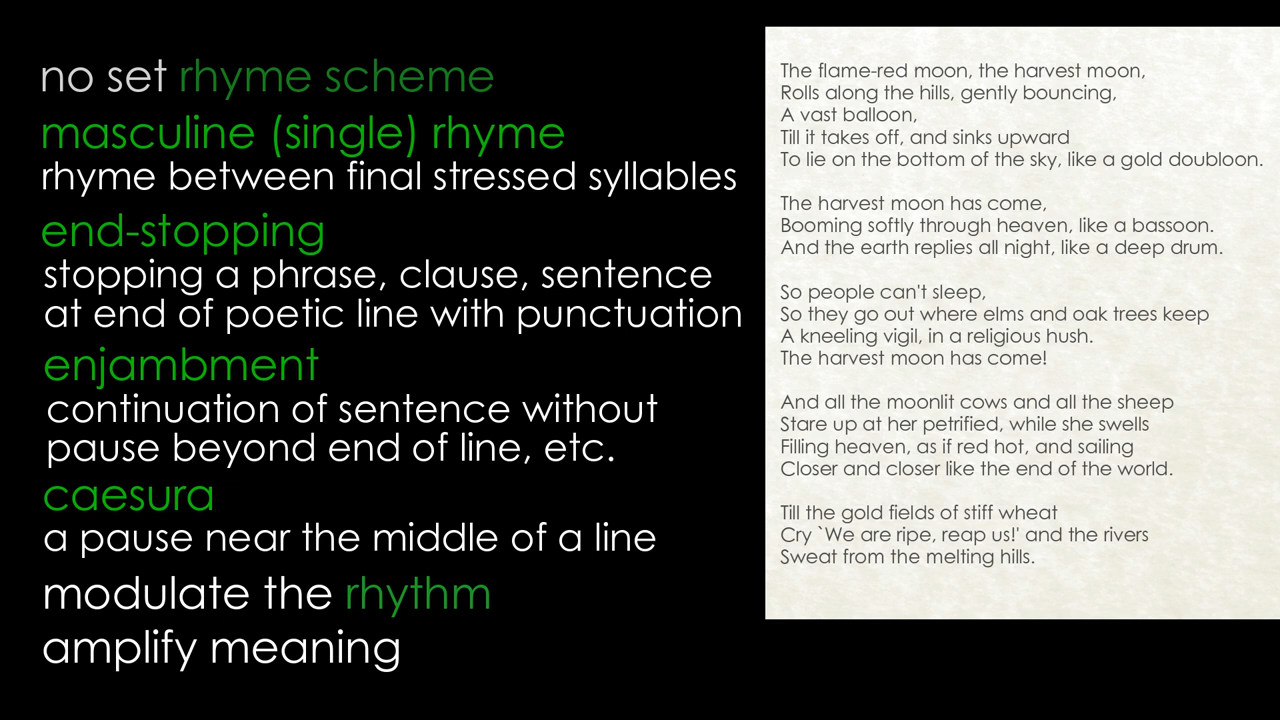 no set rhyme scheme
masculine (single) rhyme
rhyme between final stressed syllables
end-stopping
stopping a phrase, clause, sentence
at end of poetic line with punctuation
enjambment
continuation of sentence without
pause beyond end of line, etc.
caesura
a pause near the middle of a line
modulate the rhythm
amplify meaning
The flame-red moon, the harvest moon,
Rolls along the hills, gently bouncing,
A vast balloon,
Till it takes off, and sinks upward
To lie on the bottom of the sky, like a gold doubloon.
The harvest moon has come,
Booming softly through heaven, like a bassoon.
And the earth replies all night, like a deep drum.
So people can't sleep,
So they go out where elms and oak trees keep
A kneeling vigil, in a religious hush.
The harvest moon has come!
And all the moonlit cows and all the sheep
Stare up at her petrified, while she swells
Filling heaven, as if red hot, and sailing
Closer and closer like the end of the world.
Till the gold fields of stiff wheat
Cry `We are ripe, reap us!' and the rivers
Sweat from the melting hills.